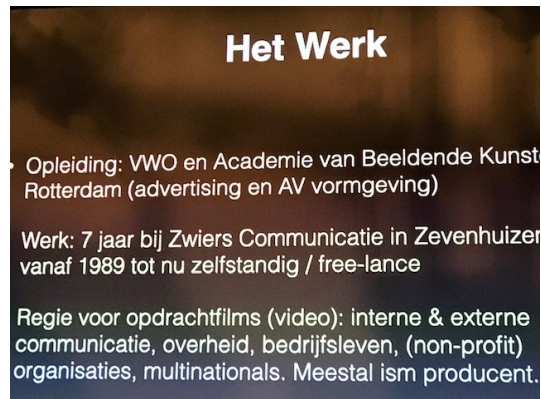 Het Werk
• Opleiding: VWO en Academie van Beeldende Kunst
Rotterdam (advertising en AV vormgeving)
Werk: 7 jaar bij Zwiers Communicatie in Zevenhuizen
vanaf 1989 tot nu zelfstandig / free-lance
Regie voor opdrachtfilms (video): interne & externe
communicatie, overheid, bedrijfsleven, (non-profit)
organisaties, multinationals. Meestal ism producent.